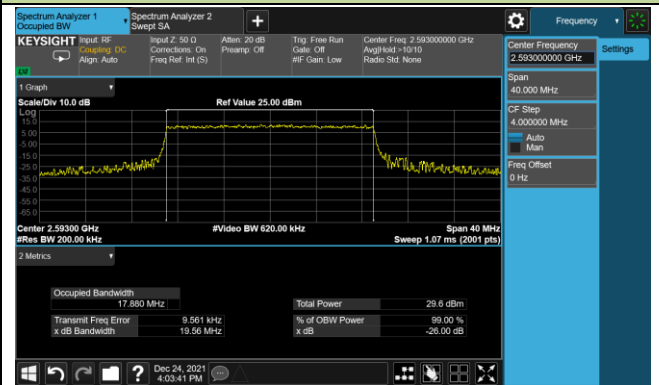 Spectrum Analyzer 1
Occupied BW
Spectrum Analyzer 2
Swept SA
Frequency
KEYSIGHT
Input: RF
Coupling: DC
Align: Auto
Input Z: 50 Ω
Corrections: On
Freq Ref: Int (S)
Atten: 20 dB
Preamp: Off
Trig: Free Run
Gate: Off
#IF Gain: Low
Center Freq: 2.593000000 GHz
Avg|Hold:>10/10
Radio Std: None
Center Frequency
2.593000000 GHz
Settings
Span
40.000 MHz
CF Step
4.000000 MHz
Auto
Man
Freq Offset
0 Hz
1 Graph
Scale/Div 10.0 dB
Ref Value 25.00 dBm
Log
15.0
5.00
-5.00
-15.0
-25.0
-35.0
-45.0
-55.0
-65.0
Center 2.59300 GHz
#Video BW 620.00 kHz
Span 40 MHz
#Res BW 200.00 kHz
Sweep 1.07 ms (2001 pts)
2 Metrics
Occupied Bandwidth
17.880 MHz
Total Power
29.6 dBm
Transmit Freq Error
9.561 kHz
% of OBW Power
99.00 %
x dB Bandwidth
19.56 MHz
x dB
-26.00 dB
Dec 24, 2021
4:03:41 PM